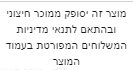 מוצר זה יסופק ממוכר חיצוני
ובהתאם לתנאי מדיניות
המשלוחים המפורטת בעמוד
המוצר